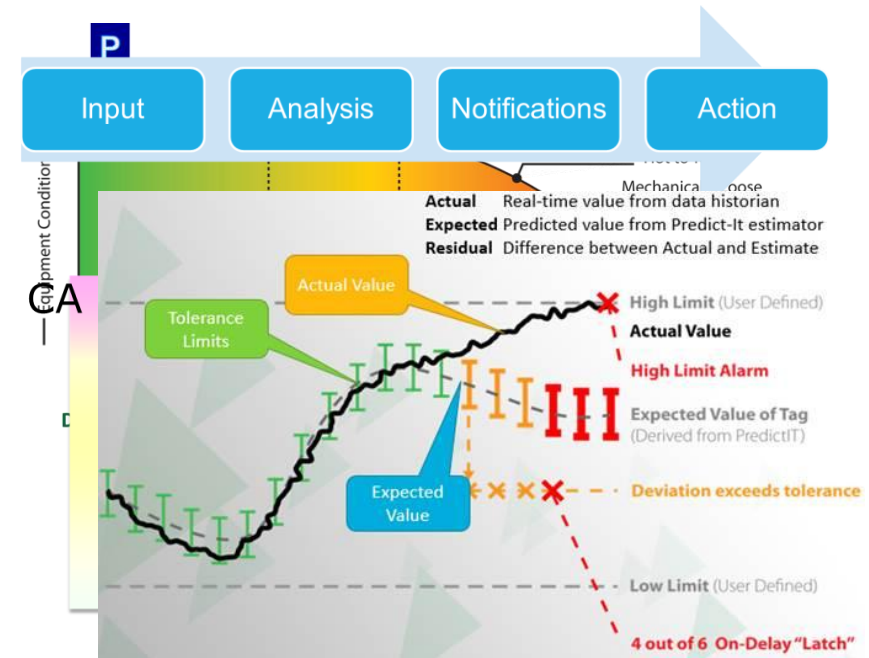 P
Input
Analysis
Notifications
Action
Equipment Condition
CA
D
Actual Real-time value from data historian
Expected Predicted value from Predict-It estimator
Residual Difference between Actual and Estimate
Actual Value
Tolerance
Limits
High Limit (User Defined)
Actual Value
High Limit Alarm
Expected Value of Tag
(Derived from PredictIT)
Expected
Value
Deviation exceeds tolerance
Low Limit (User Defined)
4 out of 6 On-Delay "Latch"